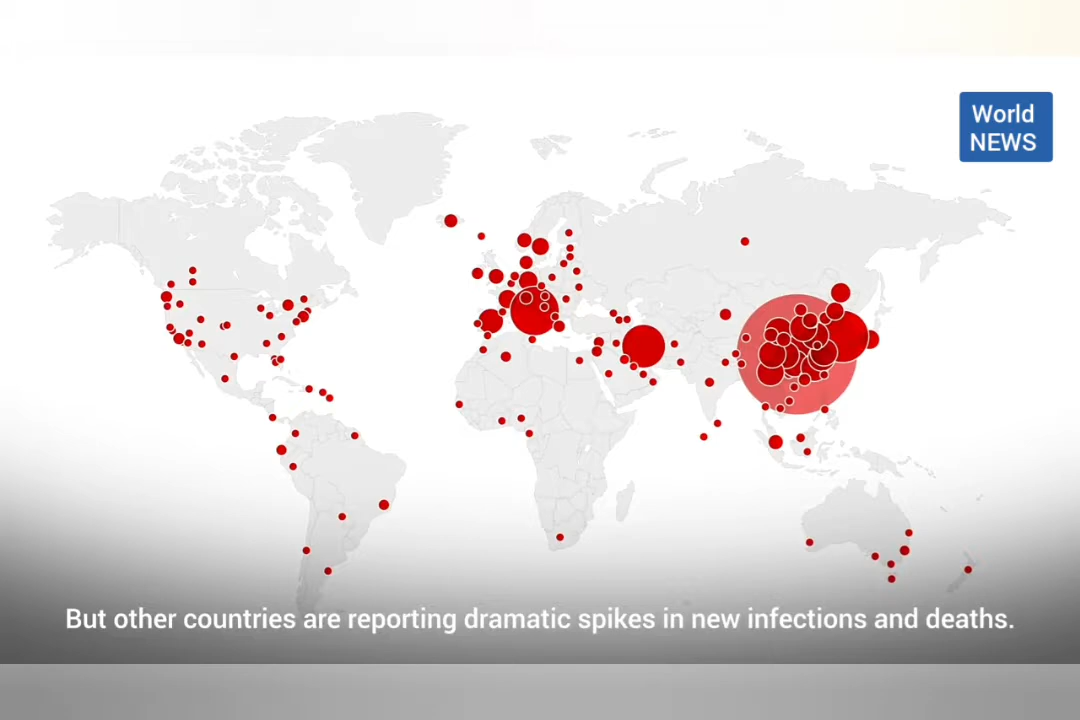 World
NEWS
But other countries are reporting dramatic spikes in new infections and deaths.